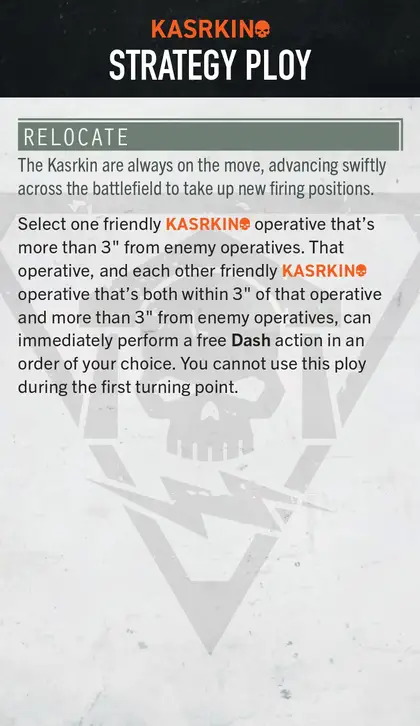 KASRKIN
STRATEGY PLOY
RELOCATE
The Kasrkin are always on the move, advancing swiftly
across the battlefield to take up new firing positions.
Select one friendly KASRKIN operative that’s
more than 3" from enemy operatives. That
operative, and each other friendly KASRKIN
operative that’s both within 3" of that operative
and more than 3" from enemy operatives, can
immediately perform a free Dash action in an
order of your choice. You cannot use this ploy
during the first turning point.